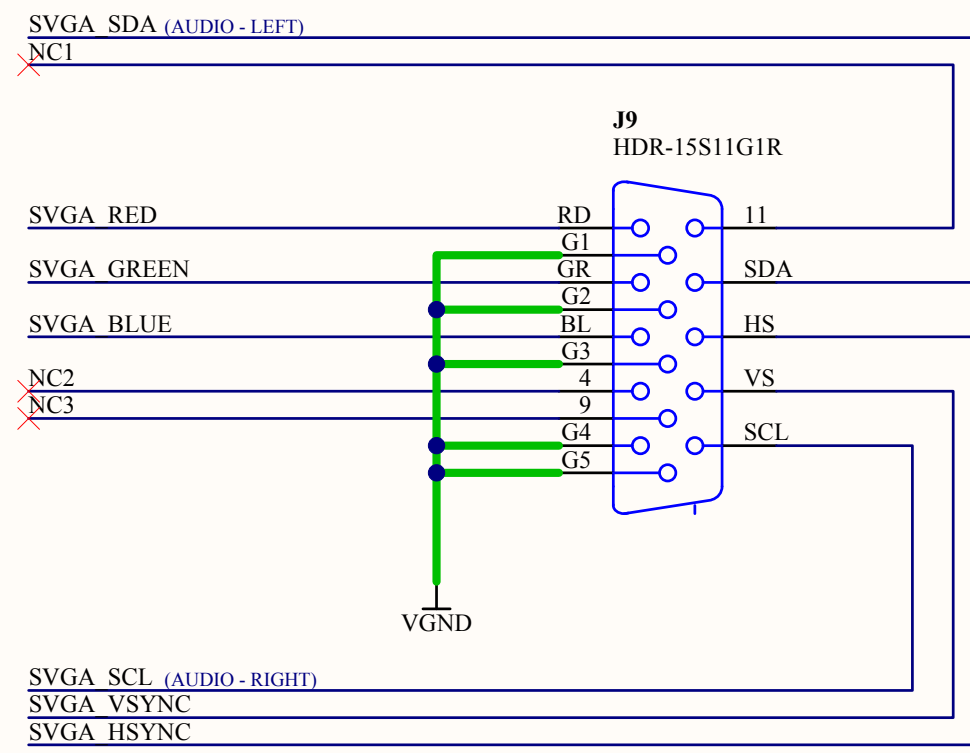 SVGA_SDA (AUDIO - LEFT)
NC1
J9
HDR-15S11G1R
SVGA_RED RD 11
G1
SVGA_GREEN GR SDA
G2
SVGA_BLUE BL HS
G3
NC2 4 VS
NC3 9
G4 SCL
G5
VGND
SVGA_SCL (AUDIO - RIGHT)
SVGA_VSYNC
SVGA_HSYNC